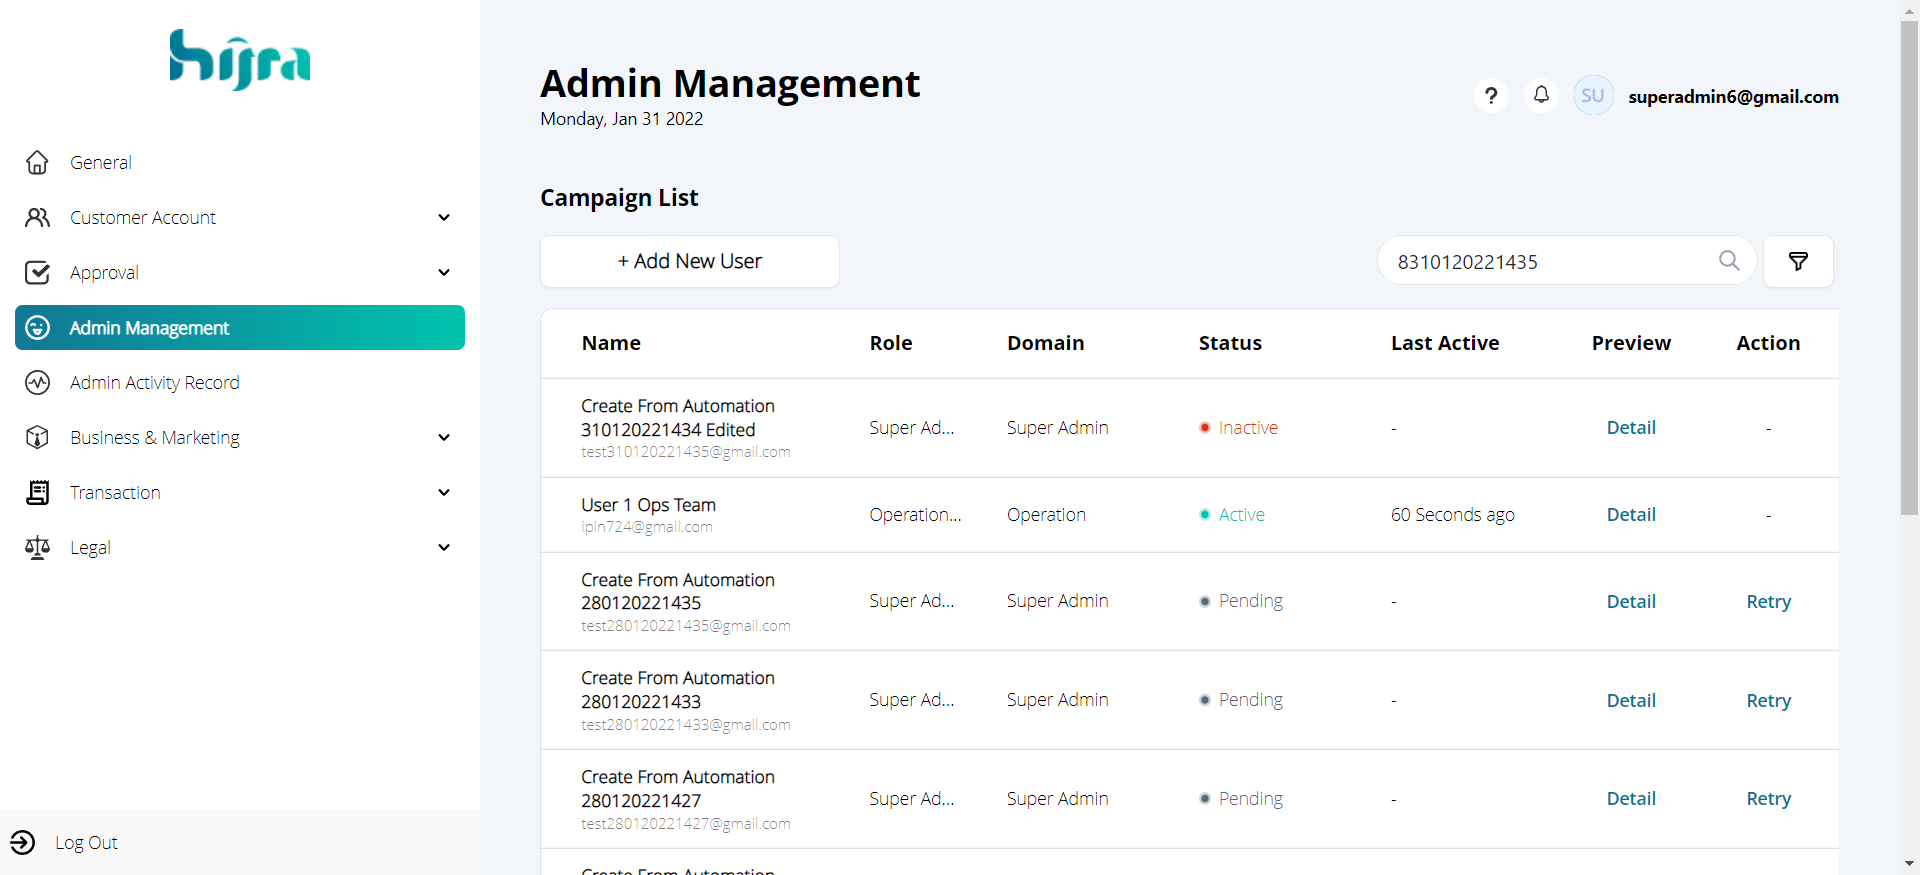 hijra
General
Customer Account
Approval
Admin Management
Admin Activity Record
Business & Marketing
Transaction
Legal
Log Out
Admin Management
Monday, Jan 31 2022
? SU superadmin6@gmail.com
Campaign List
+ Add New User
8310120221435
Name Role Domain Status Last Active Preview Action
Create From Automation
310120221434 Edited
test310120221435@gmail.com
Super Ad... Super Admin Inactive - Detail -
User 1 Ops Team
ipin724@gmail.com
Operation... Operation Active 60 Seconds ago Detail -
Create From Automation
280120221435
test280120221435@gmail.com
Super Ad... Super Admin Pending - Detail Retry
Create From Automation
280120221433
test280120221433@gmail.com
Super Ad... Super Admin Pending - Detail Retry
Create From Automation
280120221427
test280120221427@gmail.com
Super Ad... Super Admin Pending - Detail Retry
Create From Automation